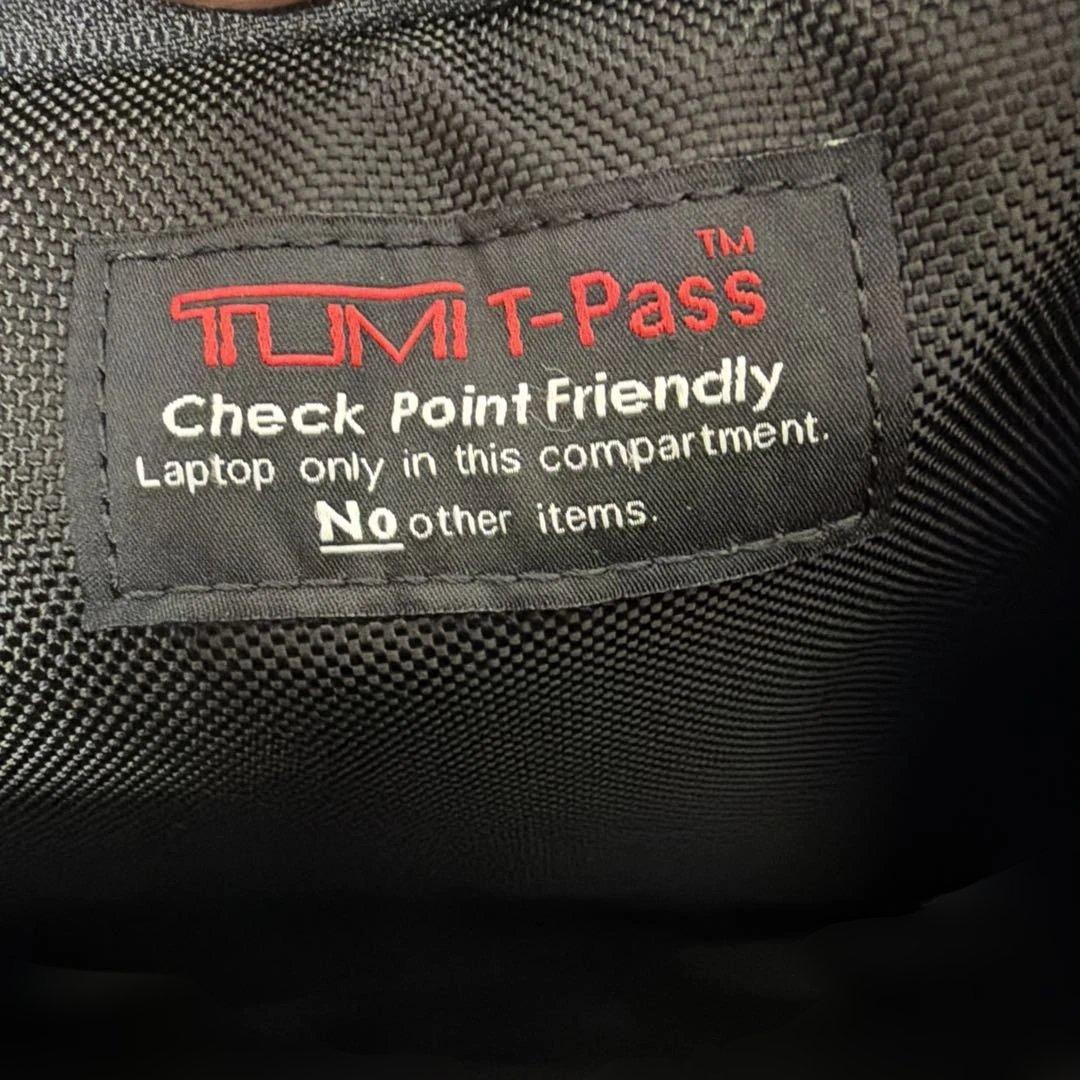 TUMI T-Pass™
Check Point Friendly
Laptop only in this compartment.
No other items.